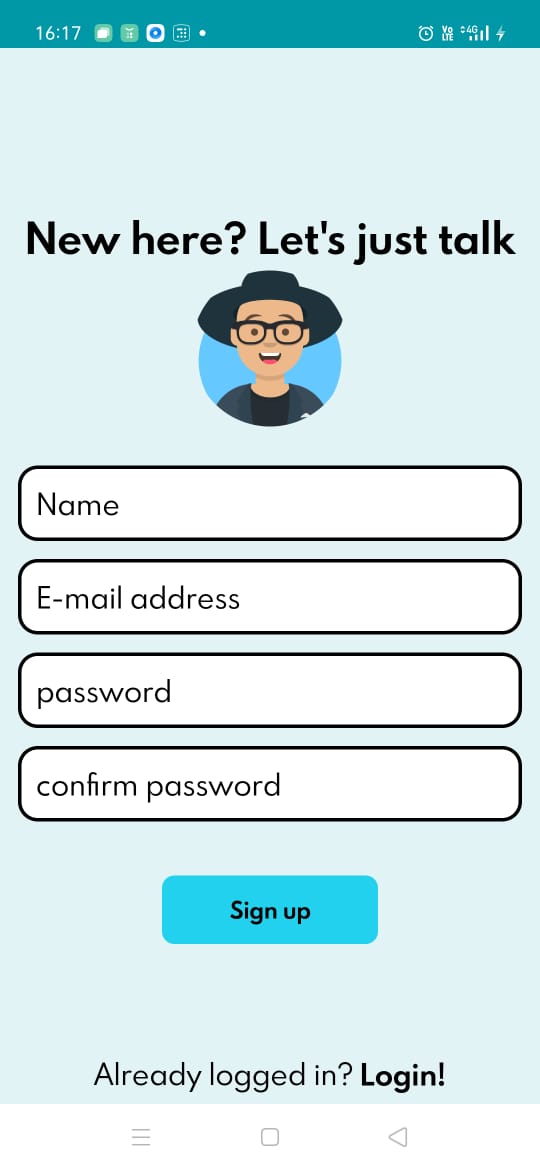 16:17 Vo LTE 4G
New here? Let's just talk
Name
E-mail address
password
confirm password
Sign up
Already logged in? Login!